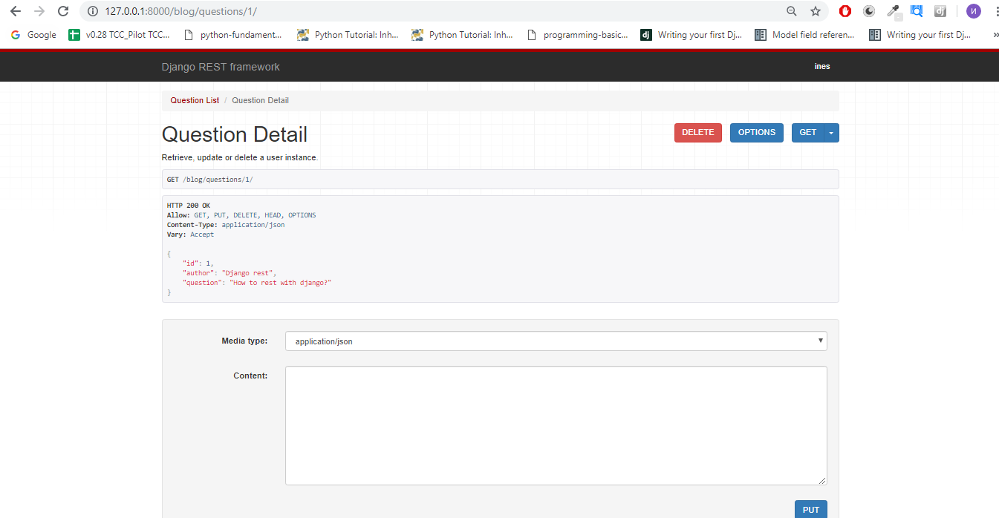 127.0.0.1:8000/blog/questions/1/
Google v0.28 TCC_Pilot TCC... python-fundament... Python Tutorial: Inh... Python Tutorial: Inh... programming-basic... dj Writing your first Dj... Model field referen... Writing your first Dj... »
Django REST framework ines
Question List / Question Detail
Question Detail DELETE OPTIONS GET
Retrieve, update or delete a user instance.
GET /blog/questions/1/
HTTP 200 OK
Allow: GET, PUT, DELETE, HEAD, OPTIONS
Content-Type: application/json
Vary: Accept
{
"id": 1,
"author": "Django rest",
"question": "How to rest with django?"
}
Media type: application/json
Content:
PUT